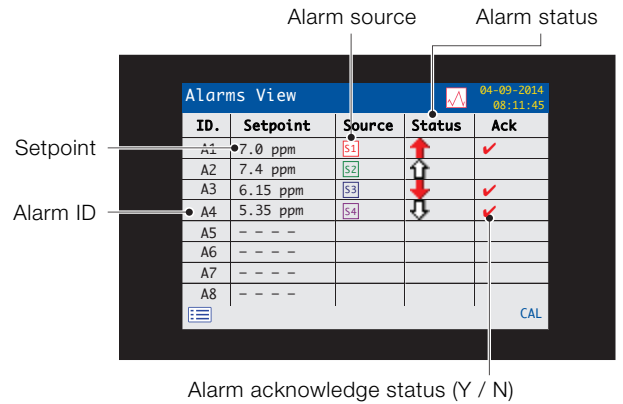 Alarm source Alarm status
Alarms View 04-09-2014
08:11:45
ID. Setpoint Source Status Ack
Setpoint
A1 7.0 ppm S1 ✔
A2 7.4 ppm S2
A3 6.15 ppm S3 ✔
Alarm ID
A4 5.35 ppm S4 ✔
A5 – – – –
A6 – – – –
A7 – – – –
A8 – – – –
CAL
Alarm acknowledge status (Y / N)